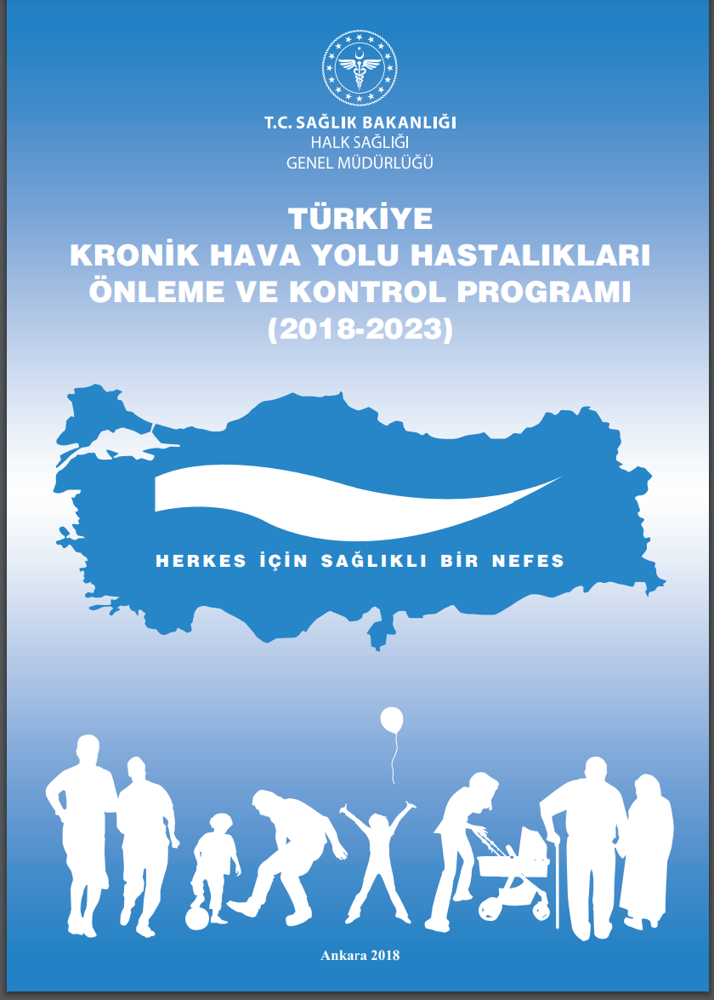 T.C. SAĞLIK BAKANLIĞI
HALK SAĞLIĞI
GENEL MÜDÜRLÜĞÜ
TÜRKİYE
KRONİK HAVA YOLU HASTALIKLARI
ÖNLEME VE KONTROL PROGRAMI
(2018-2023)
HERKES İÇİN SAĞLIKLI BİR NEFES
Ankara 2018